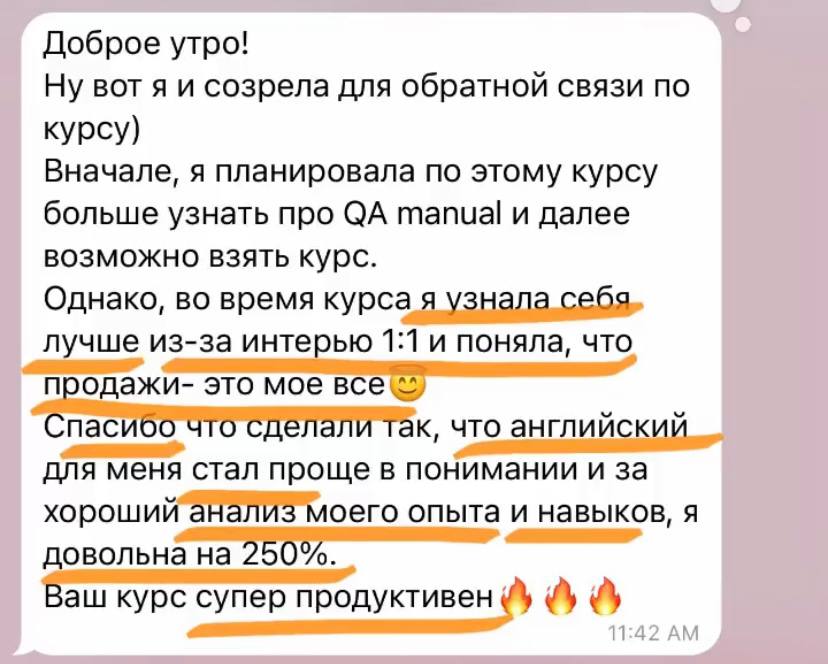 Доброе утро!
Ну вот я и созрела для обратной связи по
курсу)
Вначале, я планировала по этому курсу
больше узнать про QA manual и далее
возможно взять курс.
Однако, во время курса я узнала себя
лучше из-за интерью 1:1 и поняла, что
продажи- это мое все😇
Спасибо что сделали так, что английский
для меня стал проще в понимании и за
хороший анализ моего опыта и навыков, я
довольна на 250%.
Ваш курс супер продуктивен🔥🔥🔥
11:42 AM